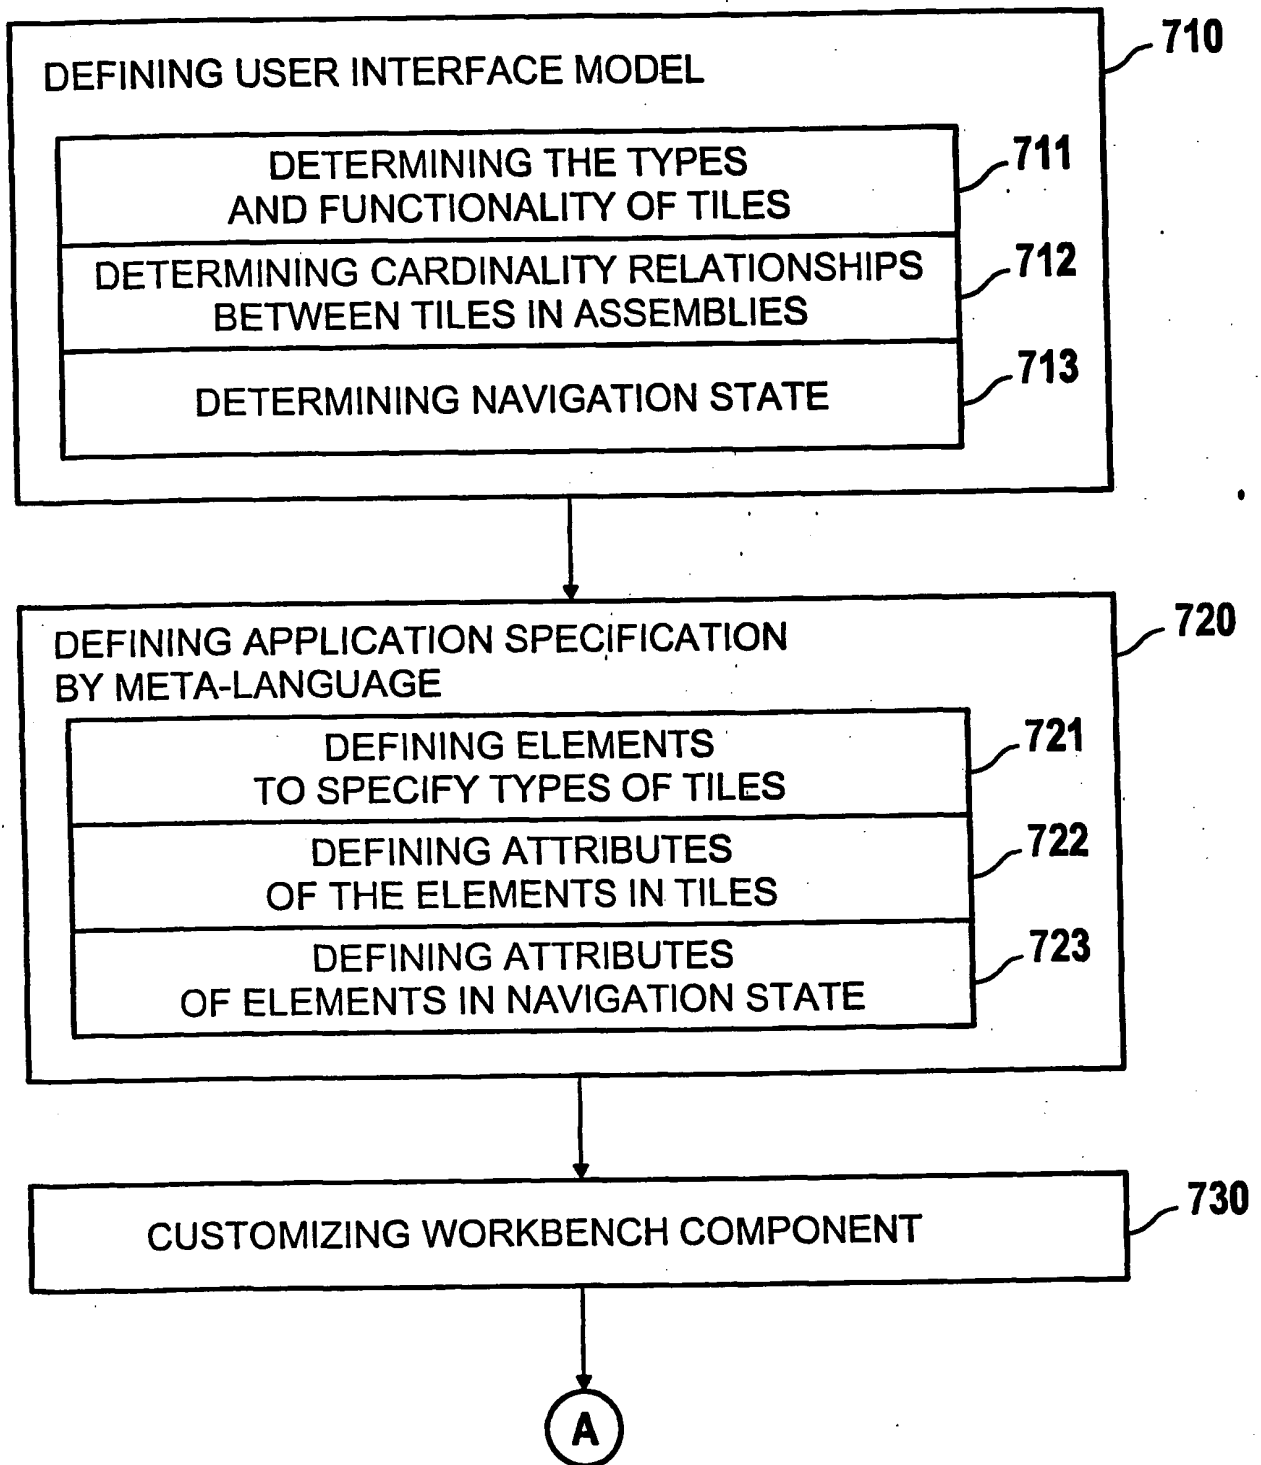 710
DEFINING USER INTERFACE MODEL
711
DETERMINING THE TYPES
AND FUNCTIONALITY OF TILES
712
DETERMINING CARDINALITY RELATIONSHIPS
BETWEEN TILES IN ASSEMBLIES
713
DETERMINING NAVIGATION STATE
720
DEFINING APPLICATION SPECIFICATION
BY META-LANGUAGE
721
DEFINING ELEMENTS
TO SPECIFY TYPES OF TILES
722
DEFINING ATTRIBUTES
OF THE ELEMENTS IN TILES
723
DEFINING ATTRIBUTES
OF ELEMENTS IN NAVIGATION STATE
730
CUSTOMIZING WORKBENCH COMPONENT
A